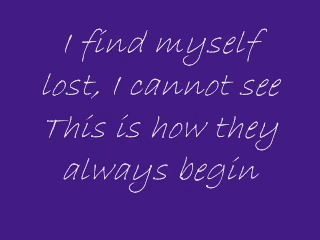 I find myself
lost, I cannot see
This is how they
always begin